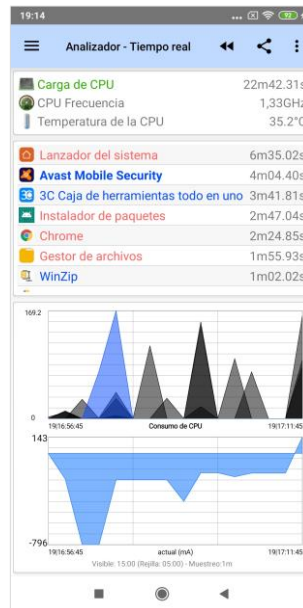 19:14 ... 92
Analizador - Tiempo real
Carga de CPU 22m42.31s
CPU Frecuencia 1,33GHz
Temperatura de la CPU 35.2°C
Lanzador del sistema 6m35.02s
Avast Mobile Security 4m04.40s
3C Caja de herramientas todo en uno 3m41.81s
Instalador de paquetes 2m47.04s
Chrome 2m24.85s
Gestor de archivos 1m55.93s
WinZip 1m02.02s
169.2
0
19|16:56:45 Consumo de CPU 19|17:11:45
143
-796
19|16:56:45 actual (mA) 19|17:11:45
Visible: 15:00 (Rejilla: 05:00) - Muestreo:1m